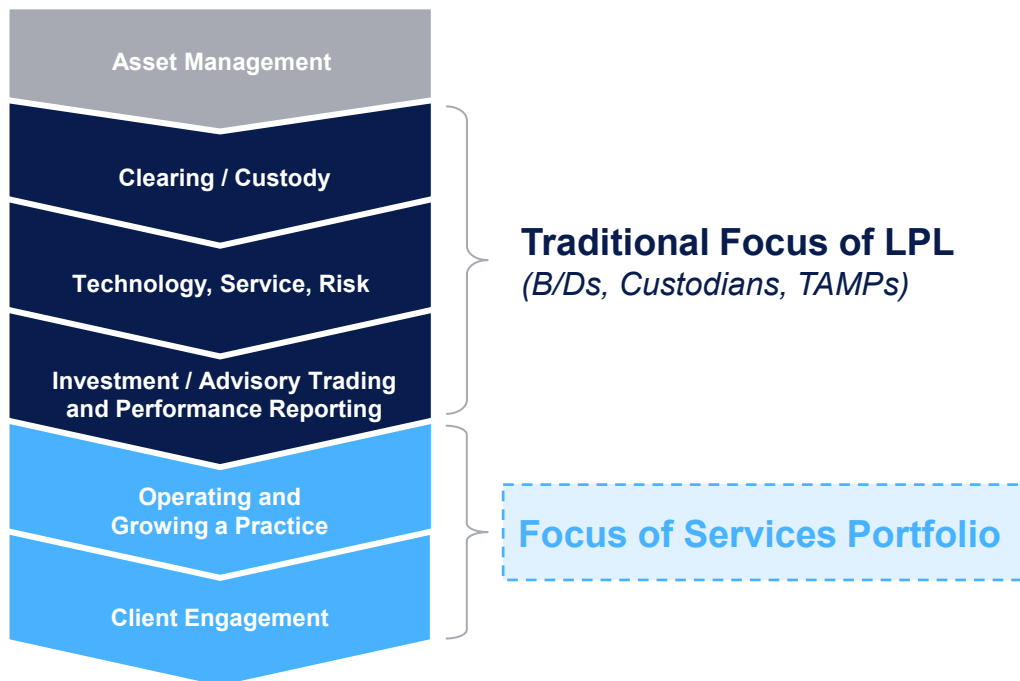 Asset Management
Clearing / Custody
Technology, Service, Risk
Investment / Advisory Trading
and Performance Reporting
Operating and
Growing a Practice
Client Engagement
Traditional Focus of LPL
(B/Ds, Custodians, TAMPs)
Focus of Services Portfolio